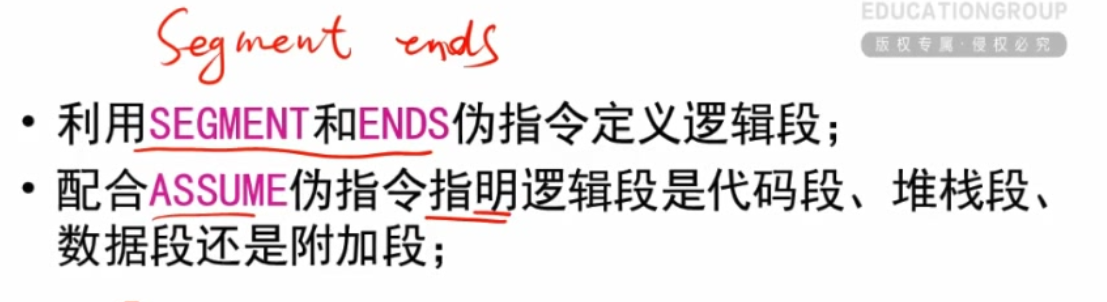 EDUCATIONGROUP
版权专属·侵权必究
Segment ends
• 利用SEGMENT和ENDS伪指令定义逻辑段；
• 配合ASSUME伪指令指明逻辑段是代码段、堆栈段、
数据段还是附加段；